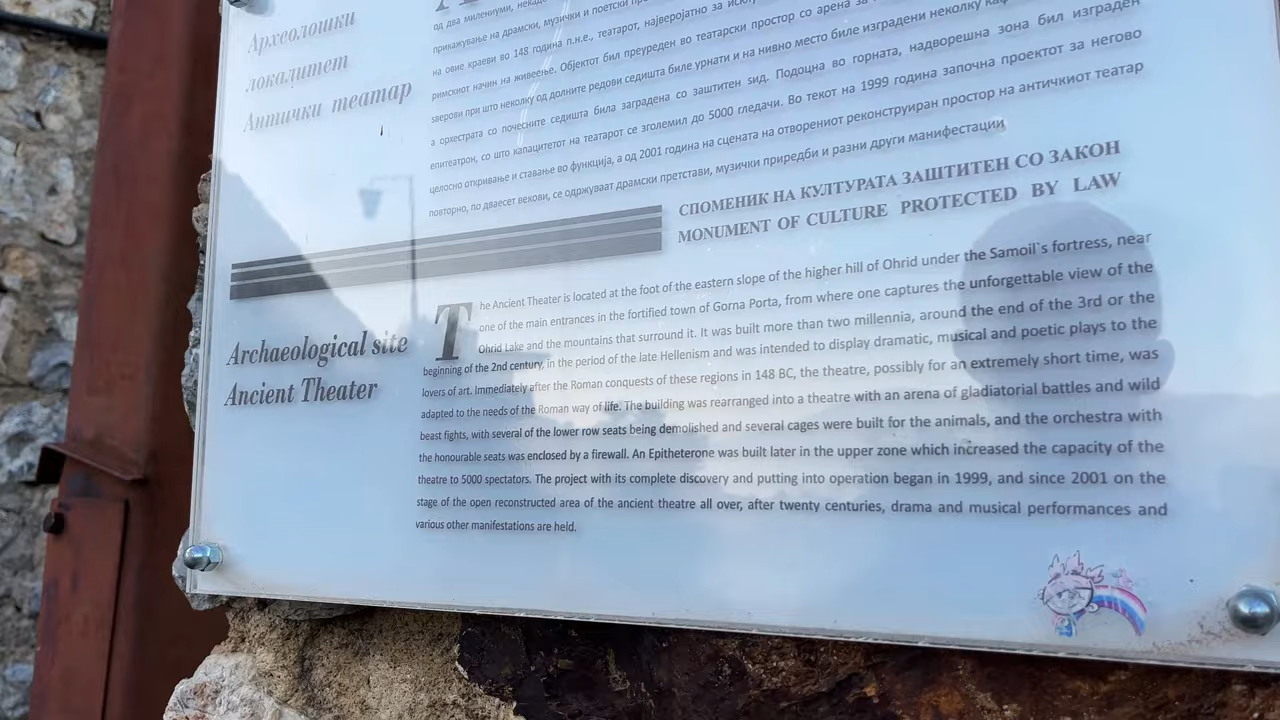 Археолошки
локалитет
Антички театар
од два милениуми,
прикажување на драмски, музички и поетски
на овие краеви во 148 година п.н.е., театарот, најверојатно за
римскиот начин на живеење. Објектот бил преуреден во театарски простор со арена за
ѕверови при што неколку од долните редови седишта биле урнати и на нивно место биле изградени неколку
а орхестрата со почесните седишта била заградена со заштитен ѕид. Подоцна во горната, надворешна зона бил изграден
епитеатрон, со што капацитетот на театарот се зголемил до 5000 гледачи. Во текот на 1999 година започна проектот за негово
целосно откривање и ставање во функција, а од 2001 година на сцената на отворениот реконструиран простор на античкиот театар
повторно, по дваесет векови, се одржуваат драмски претстави, музички приредби и разни други манифестации
СПОМЕНИК НА КУЛТУРАТА ЗАШТИТЕН СО ЗАКОН
MONUMENT OF CULTURE PROTECTED BY LAW
Archaeological site
Ancient Theater
The Ancient Theater is located at the foot of the eastern slope of the higher hill of Ohrid under the Samoil`s fortress, near
one of the main entrances in the fortified town of Gorna Porta, from where one captures the unforgettable view of the
Ohrid Lake and the mountains that surround it. It was built more than two millennia, around the end of the 3rd or the
beginning of the 2nd century, in the period of the late Hellenism and was intended to display dramatic, musical and poetic plays to the
lovers of art. Immediately after the Roman conquests of these regions in 148 BC, the theatre, possibly for an extremely short time, was
adapted to the needs of the Roman way of life. The building was rearranged into a theatre with an arena of gladiatorial battles and wild
beast fights, with several of the lower row seats being demolished and several cages were built for the animals, and the orchestra with
the honourable seats was enclosed by a firewall. An Epitheterone was built later in the upper zone which increased the capacity of the
theatre to 5000 spectators. The project with its complete discovery and putting into operation began in 1999, and since 2001 on the
stage of the open reconstructed area of the ancient theatre all over, after twenty centuries, drama and musical performances and
various other manifestations are held.